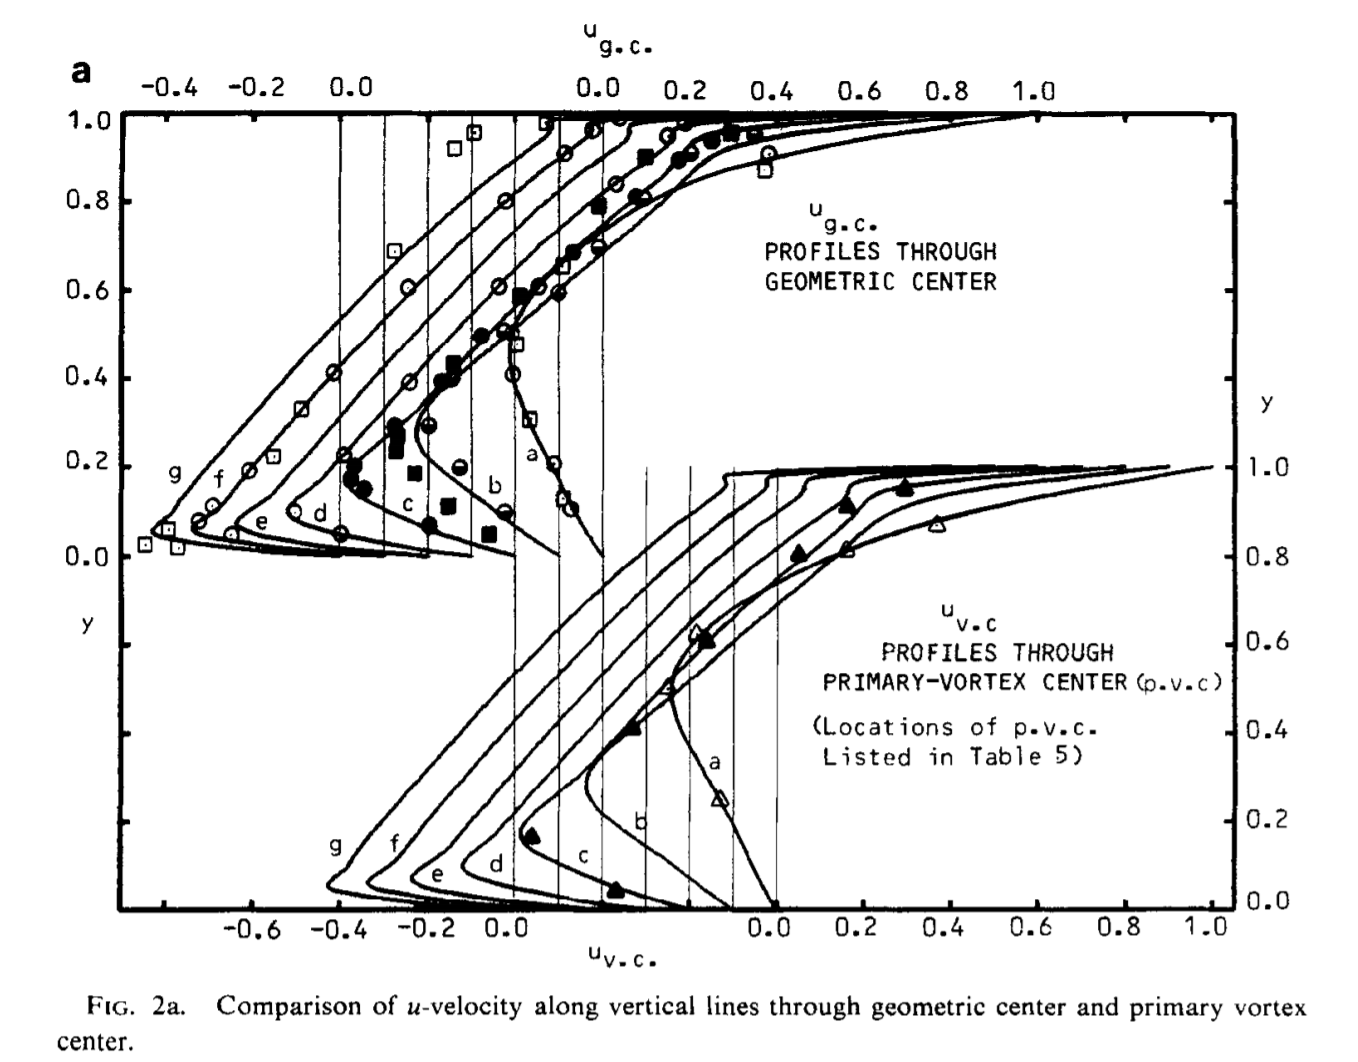 a
u g.c.
-0.4 -0.2 0.0 0.0 0.2 0.4 0.6 0.8 1.0
1.0
0.8
0.6
0.4
0.2
0.0
y
u g.c.
PROFILES THROUGH
GEOMETRIC CENTER
g f e d c b a
y
1.0
0.8
0.6
0.4
0.2
0.0
u v.c
PROFILES THROUGH
PRIMARY-VORTEX CENTER (p.v.c)
(Locations of p.v.c.
Listed in Table 5)
g f e d c b a
-0.6 -0.4 -0.2 0.0 0.0 0.2 0.4 0.6 0.8 1.0
u v.c.
FIG. 2a. Comparison of u-velocity along vertical lines through geometric center and primary vortex
center.